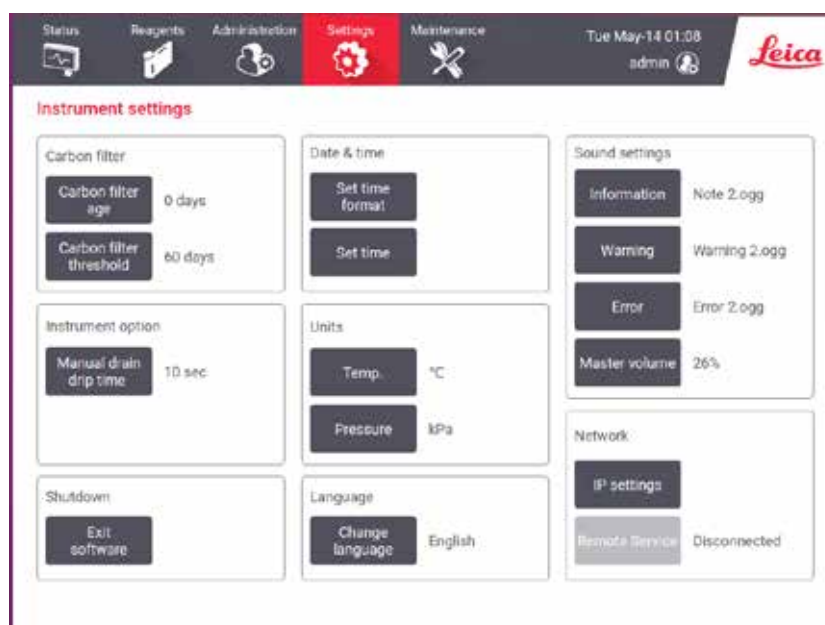 Status Reagents Administration Settings Maintenance
Tue May-14 01:08
admin
Leica
Instrument settings
Carbon filter
Carbon filter
age
0 days
Carbon filter
threshold
60 days
Instrument option
Manual drain
drip time
10 sec
Shutdown
Exit
software
Date & time
Set time
format
Set time
Units
Temp.
°C
Pressure
kPa
Language
Change
language
English
Sound settings
Information
Note 2.ogg
Warning
Warning 2.ogg
Error
Error 2.ogg
Master volume
26%
Network
IP settings
Remote Service
Disconnected